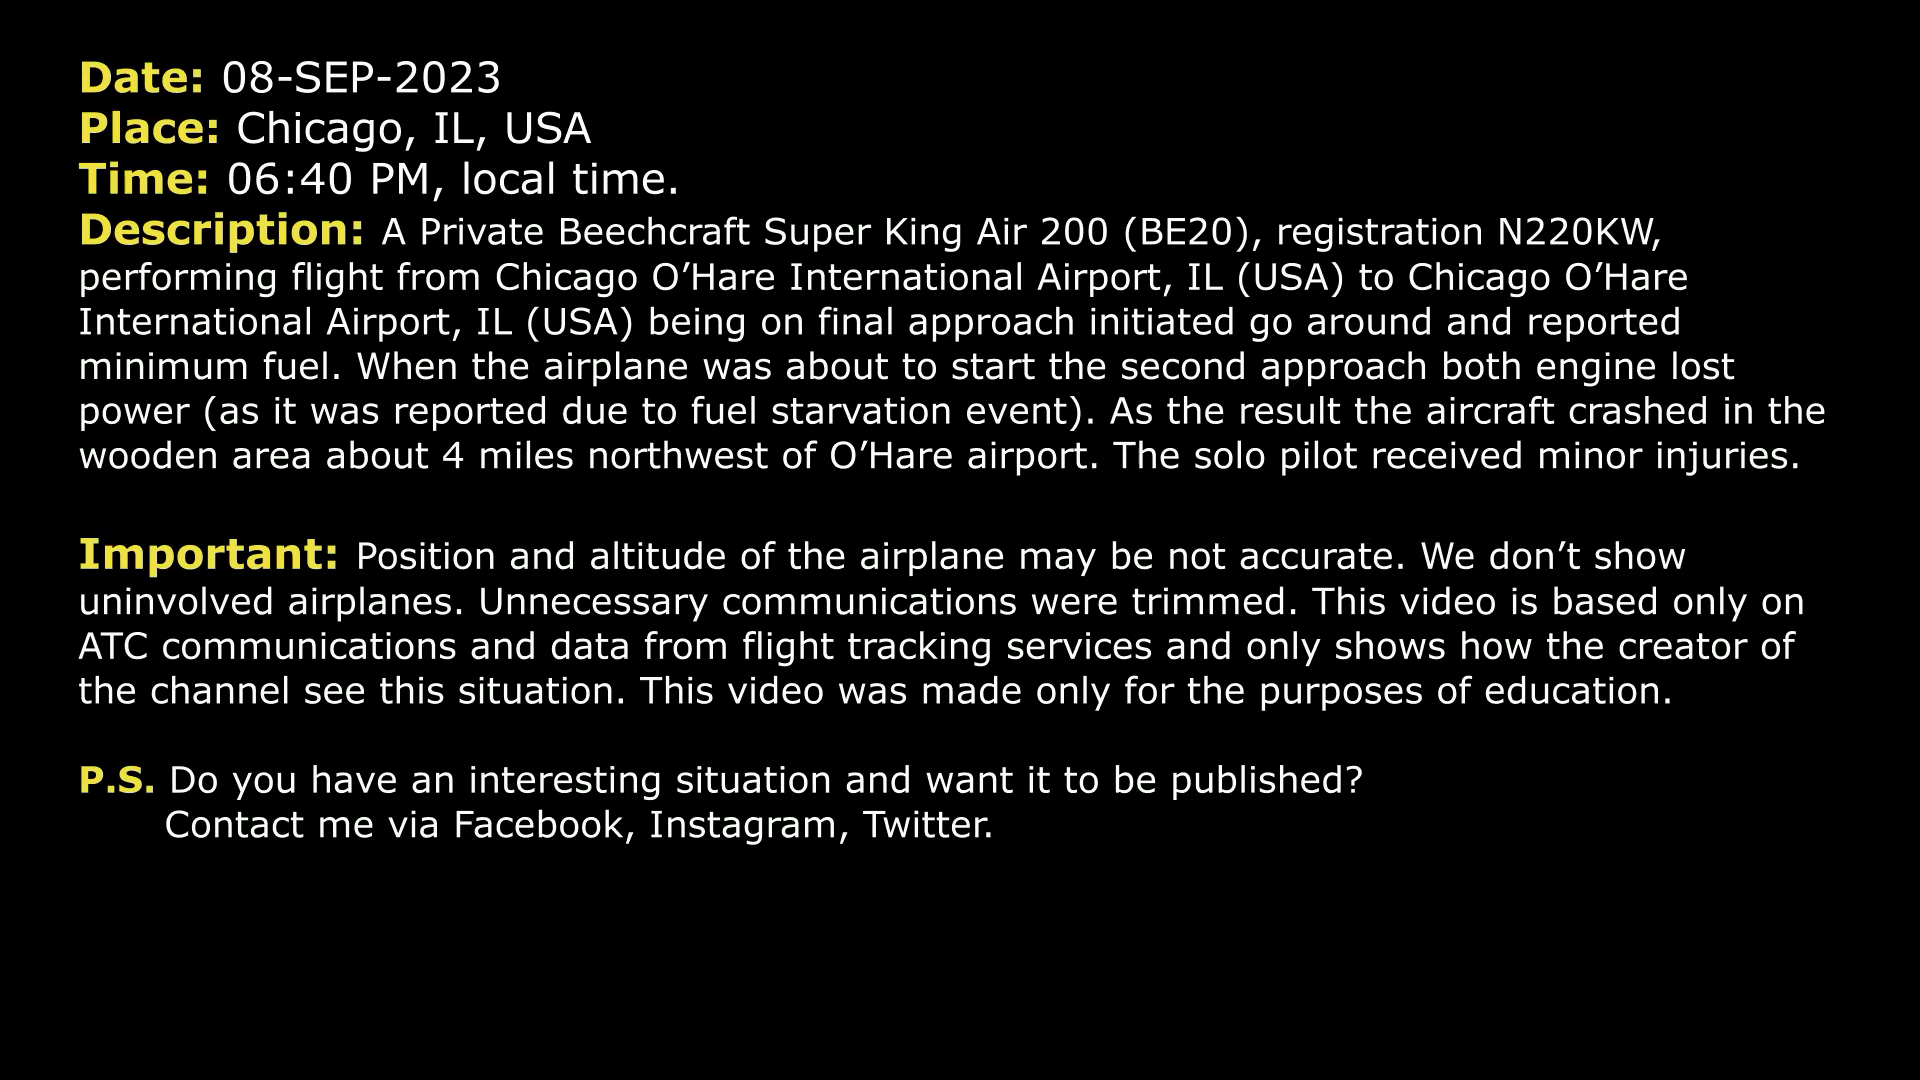 Date: 08-SEP-2023
Place: Chicago, IL, USA
Time: 06:40 PM, local time.
Description: A Private Beechcraft Super King Air 200 (BE20), registration N220KW,
performing flight from Chicago O’Hare International Airport, IL (USA) to Chicago O’Hare
International Airport, IL (USA) being on final approach initiated go around and reported
minimum fuel. When the airplane was about to start the second approach both engine lost
power (as it was reported due to fuel starvation event). As the result the aircraft crashed in the
wooden area about 4 miles northwest of O’Hare airport. The solo pilot received minor injuries.
Important: Position and altitude of the airplane may be not accurate. We don’t show
uninvolved airplanes. Unnecessary communications were trimmed. This video is based only on
ATC communications and data from flight tracking services and only shows how the creator of
the channel see this situation. This video was made only for the purposes of education.
P.S. Do you have an interesting situation and want it to be published?
Contact me via Facebook, Instagram, Twitter.